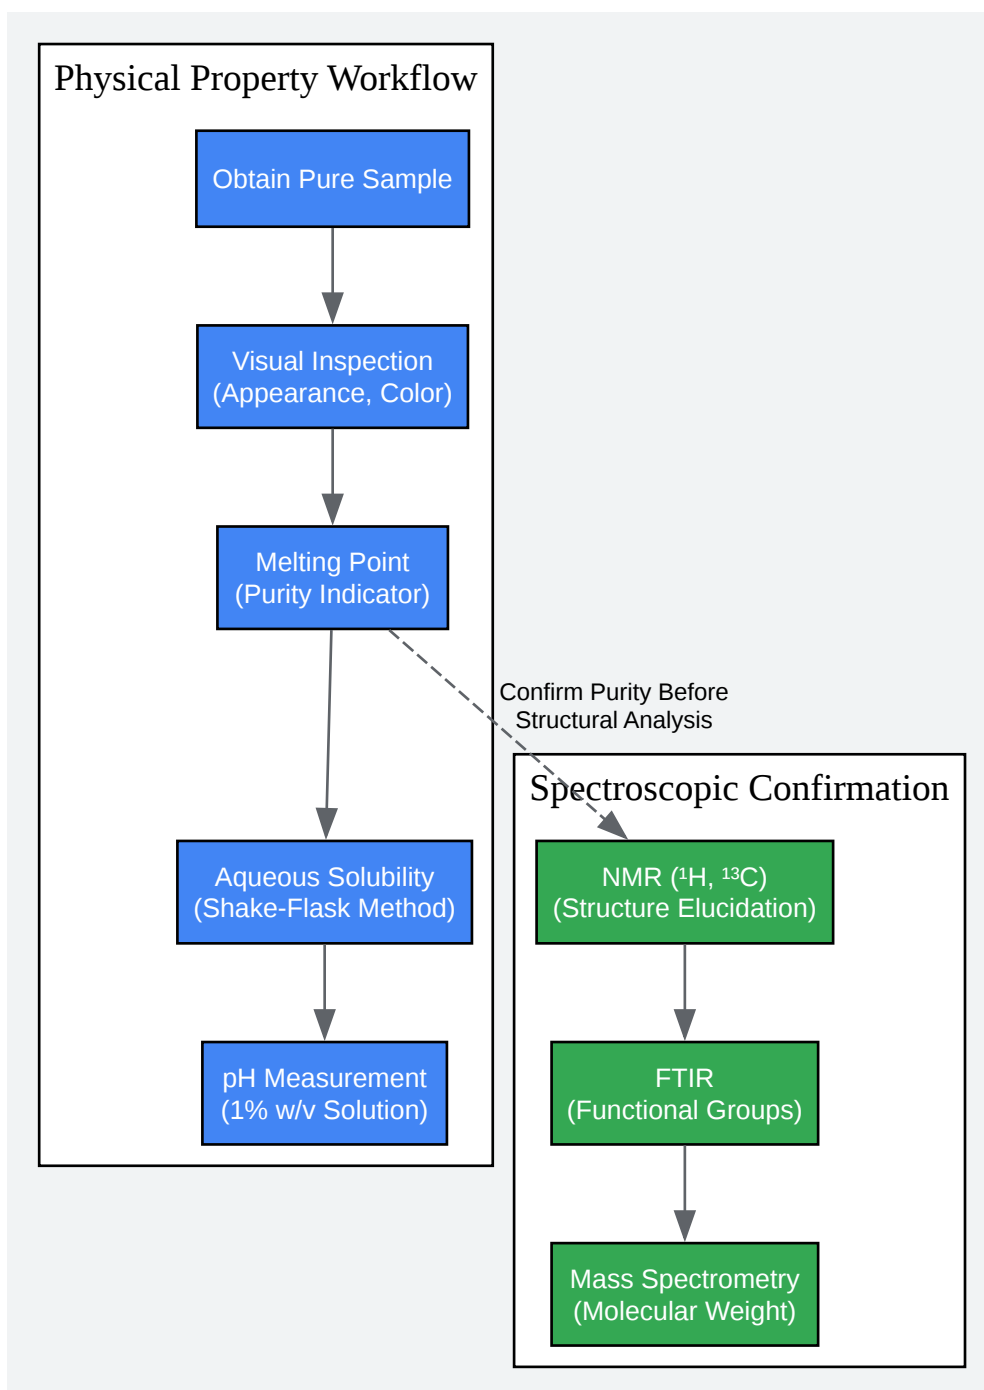 Physical Property Workflow
Obtain Pure Sample
Visual Inspection
(Appearance, Color)
Melting Point
(Purity Indicator)
Confirm Purity Before
Structural Analysis
Aqueous Solubility
(Shake-Flask Method)
pH Measurement
(1% w/v Solution)
Spectroscopic Confirmation
NMR (¹H, ¹³C)
(Structure Elucidation)
FTIR
(Functional Groups)
Mass Spectrometry
(Molecular Weight)